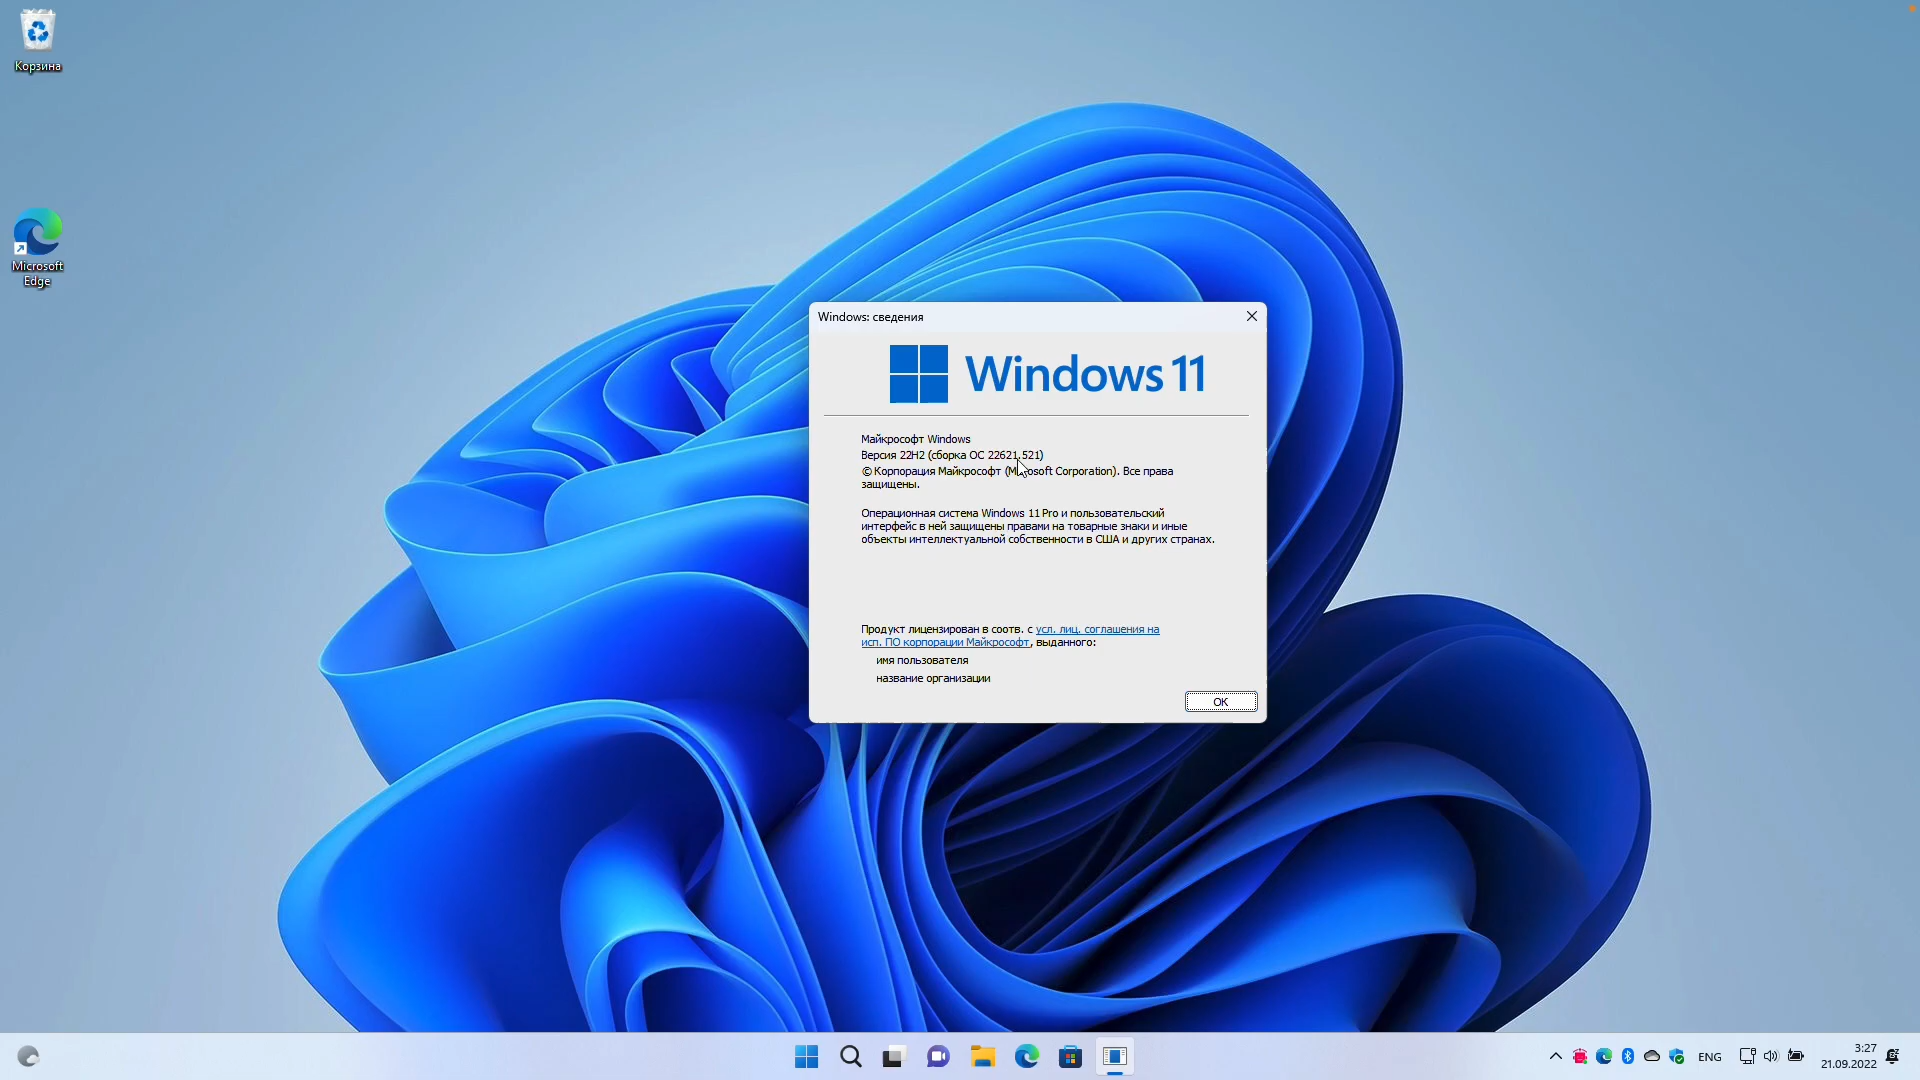 Корзина
Microsoft
Edge
Windows: сведения
Windows 11
Майкрософт Windows
Версия 22H2 (сборка ОС 22621.521)
© Корпорация Майкрософт (Microsoft Corporation). Все права
защищены.
Операционная система Windows 11 Pro и пользовательский
интерфейс в ней защищены правами на товарные знаки и иные
объекты интеллектуальной собственности в США и других странах.
Продукт лицензирован в соотв. с усл. лиц. соглашения на
исп. ПО корпорации Майкрософт, выданного:
имя пользователя
название организации
ОК
ENG
3:27
21.09.2022